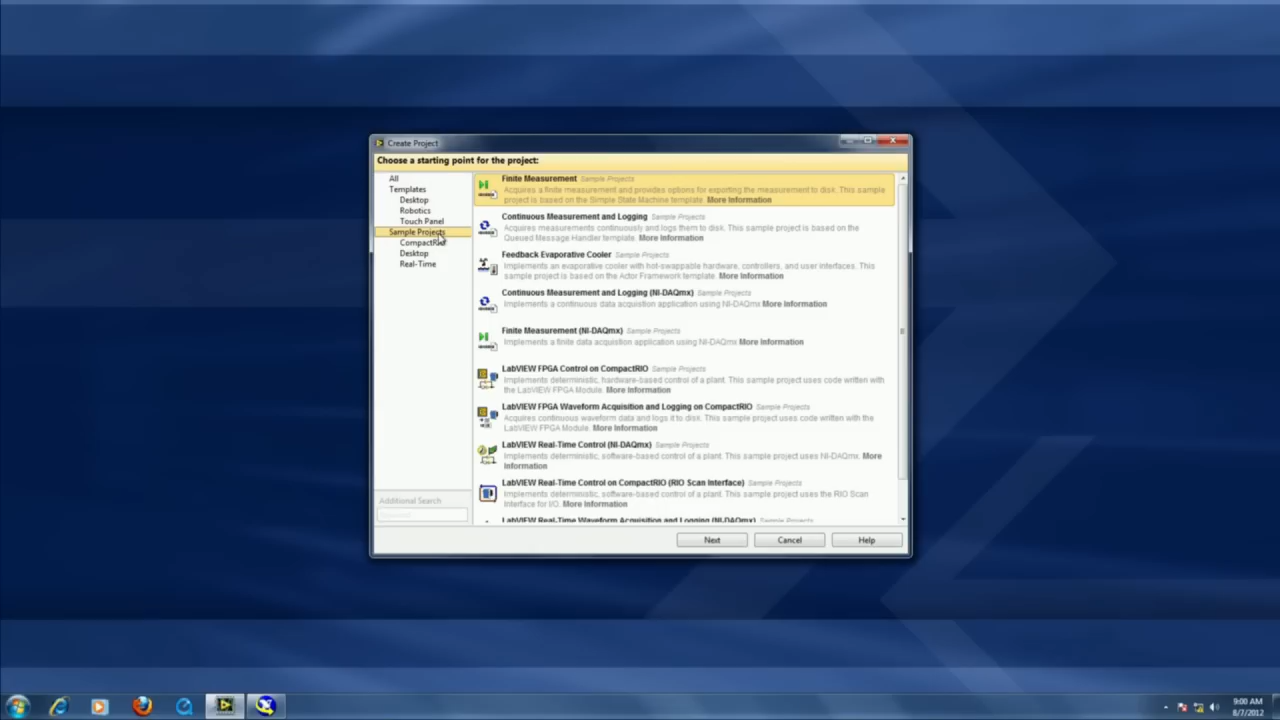 Create Project
Choose a starting point for the project:
All
Templates
Desktop
Robotics
Touch Panel
Sample Projects
CompactRIO
Desktop
Real-Time
Additional Search
Finite Measurement Sample Projects
Acquires a finite measurement and provides options for exporting the measurement to disk. This sample
project is based on the Simple State Machine template. More Information
Continuous Measurement and Logging Sample Projects
Acquires measurements continuously and logs them to disk. This sample project is based on the
Queued Message Handler template. More Information
Feedback Evaporative Cooler Sample Projects
Implements an evaporative cooler with hot-swappable hardware, controllers, and user interfaces. This
sample project is based on the Actor Framework template. More Information
Continuous Measurement and Logging (NI-DAQmx) Sample Projects
Implements a continuous data acquistion application using NI-DAQmx More Information
Finite Measurement (NI-DAQmx) Sample Projects
Implements a finite data acquistion application using NI-DAQmx More Information
LabVIEW FPGA Control on CompactRIO Sample Projects
Implements deterministic, hardware-based control of a plant. This sample project uses code written with
the LabVIEW FPGA Module. More Information
LabVIEW FPGA Waveform Acquisition and Logging on CompactRIO Sample Projects
Acquires continuous waveform data and logs it to disk. This sample project uses code written with the
LabVIEW FPGA Module. More Information
LabVIEW Real-Time Control (NI-DAQmx) Sample Projects
Implements deterministic, software-based control of a plant. This sample project uses NI-DAQmx. More
Information
LabVIEW Real-Time Control on CompactRIO (RIO Scan Interface) Sample Projects
Implements deterministic, software-based control of a plant. This sample project uses the RIO Scan
Interface for I/O. More Information
LabVIEW Real-Time Waveform Acquisition and Logging (NI-DAQmx) Sample Projects
Next
Cancel
Help
9:00 AM
8/7/2012